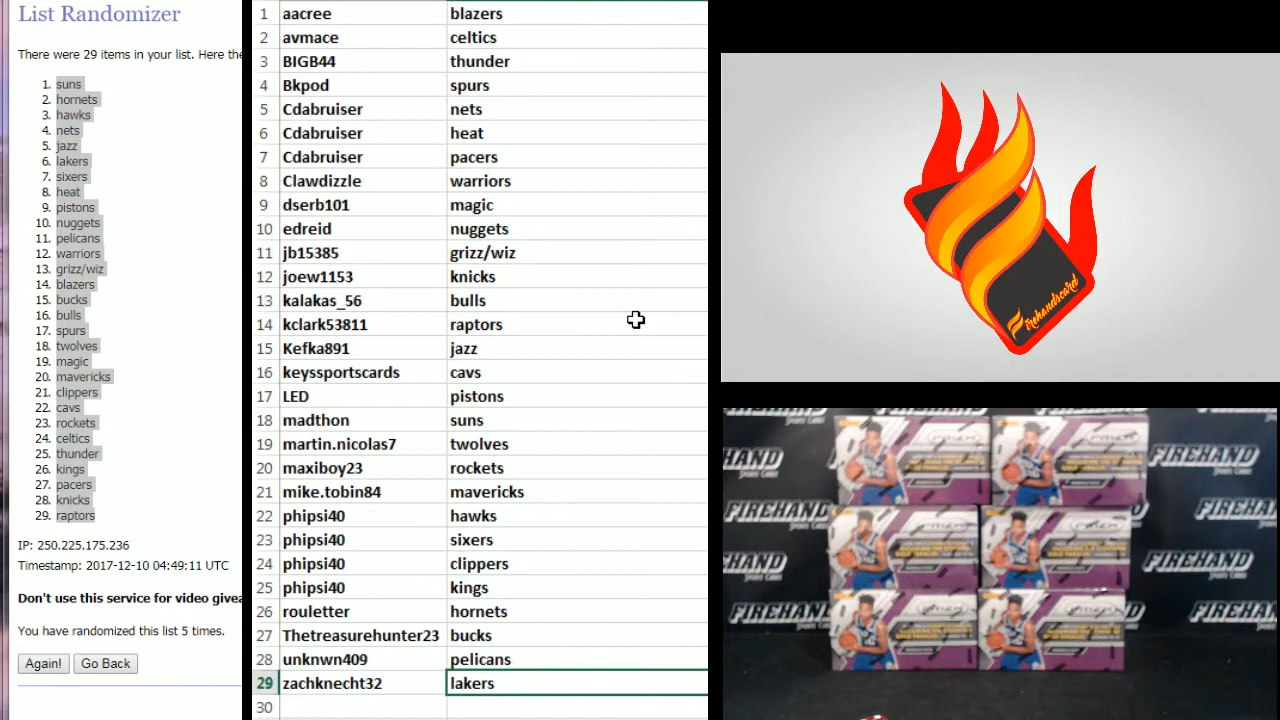 List Randomizer
There were 29 items in your list. Here the
1. suns
2. hornets
3. hawks
4. nets
5. jazz
6. lakers
7. sixers
8. heat
9. pistons
10. nuggets
11. pelicans
12. warriors
13. grizz/wiz
14. blazers
15. bucks
16. bulls
17. spurs
18. twolves
19. magic
20. mavericks
21. clippers
22. cavs
23. rockets
24. celtics
25. thunder
26. kings
27. pacers
28. knicks
29. raptors
IP: 250.225.175.236
Timestamp: 2017-12-10 04:49:11 UTC
Don't use this service for video givea
You have randomized this list 5 times.
Again! Go Back
1 aacree blazers
2 avmace celtics
3 BIGB44 thunder
4 Bkpod spurs
5 Cdabruiser nets
6 Cdabruiser heat
7 Cdabruiser pacers
8 Clawdizzle warriors
9 dserb101 magic
10 edreid nuggets
11 jb15385 grizz/wiz
12 joew1153 knicks
13 kalakas_56 bulls
14 kclark53811 raptors
15 Kefka891 jazz
16 keyssportscards cavs
17 LED pistons
18 madthon suns
19 martin.nicolas7 twolves
20 maxiboy23 rockets
21 mike.tobin84 mavericks
22 phipsi40 hawks
23 phipsi40 sixers
24 phipsi40 clippers
25 phipsi40 kings
26 rouletter hornets
27 Thetreasurehunter23 bucks
28 unknwn409 pelicans
29 zachknecht32 lakers
30
Firehandscard
FIREHAND
PRIZM
PRIZM
FIREHAND
FIREHAND
PRIZM
PRIZM
FIREHAND
FIREHAND
PRIZM
PRIZM
FIREHAND